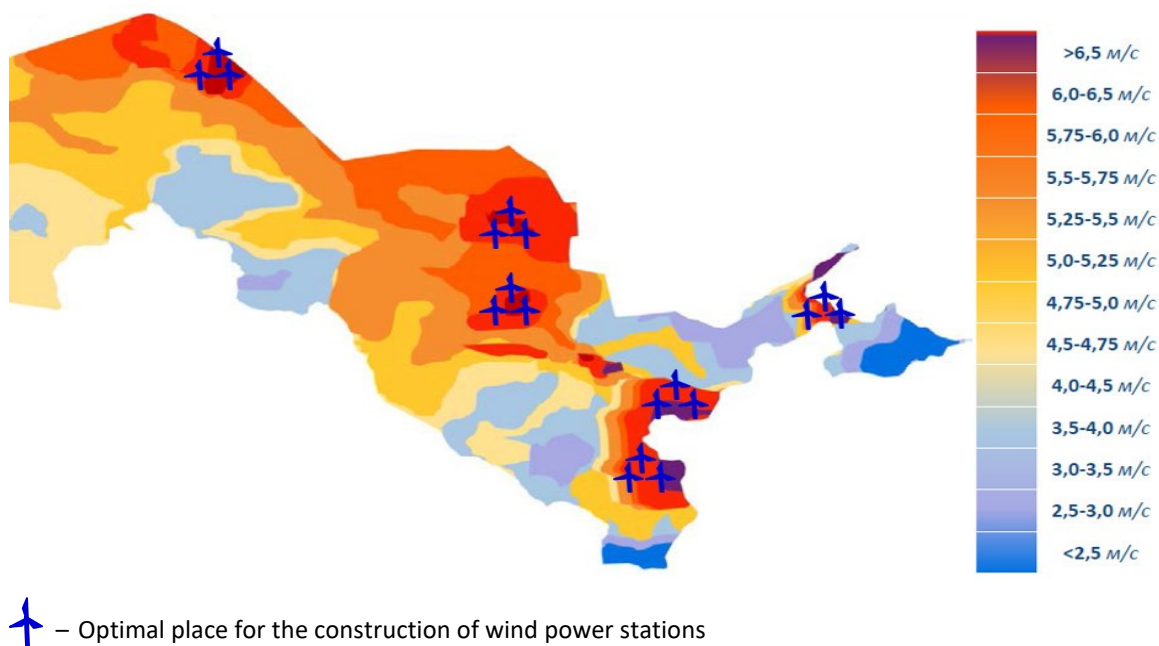 >6,5 м/с
6,0-6,5 м/с
5,75-6,0 м/с
5,5-5,75 м/с
5,25-5,5 м/с
5,0-5,25 м/с
4,75-5,0 м/с
4,5-4,75 м/с
4,0-4,5 м/с
3,5-4,0 м/с
3,0-3,5 м/с
2,5-3,0 м/с
<2,5 м/с
– Optimal place for the construction of wind power stations